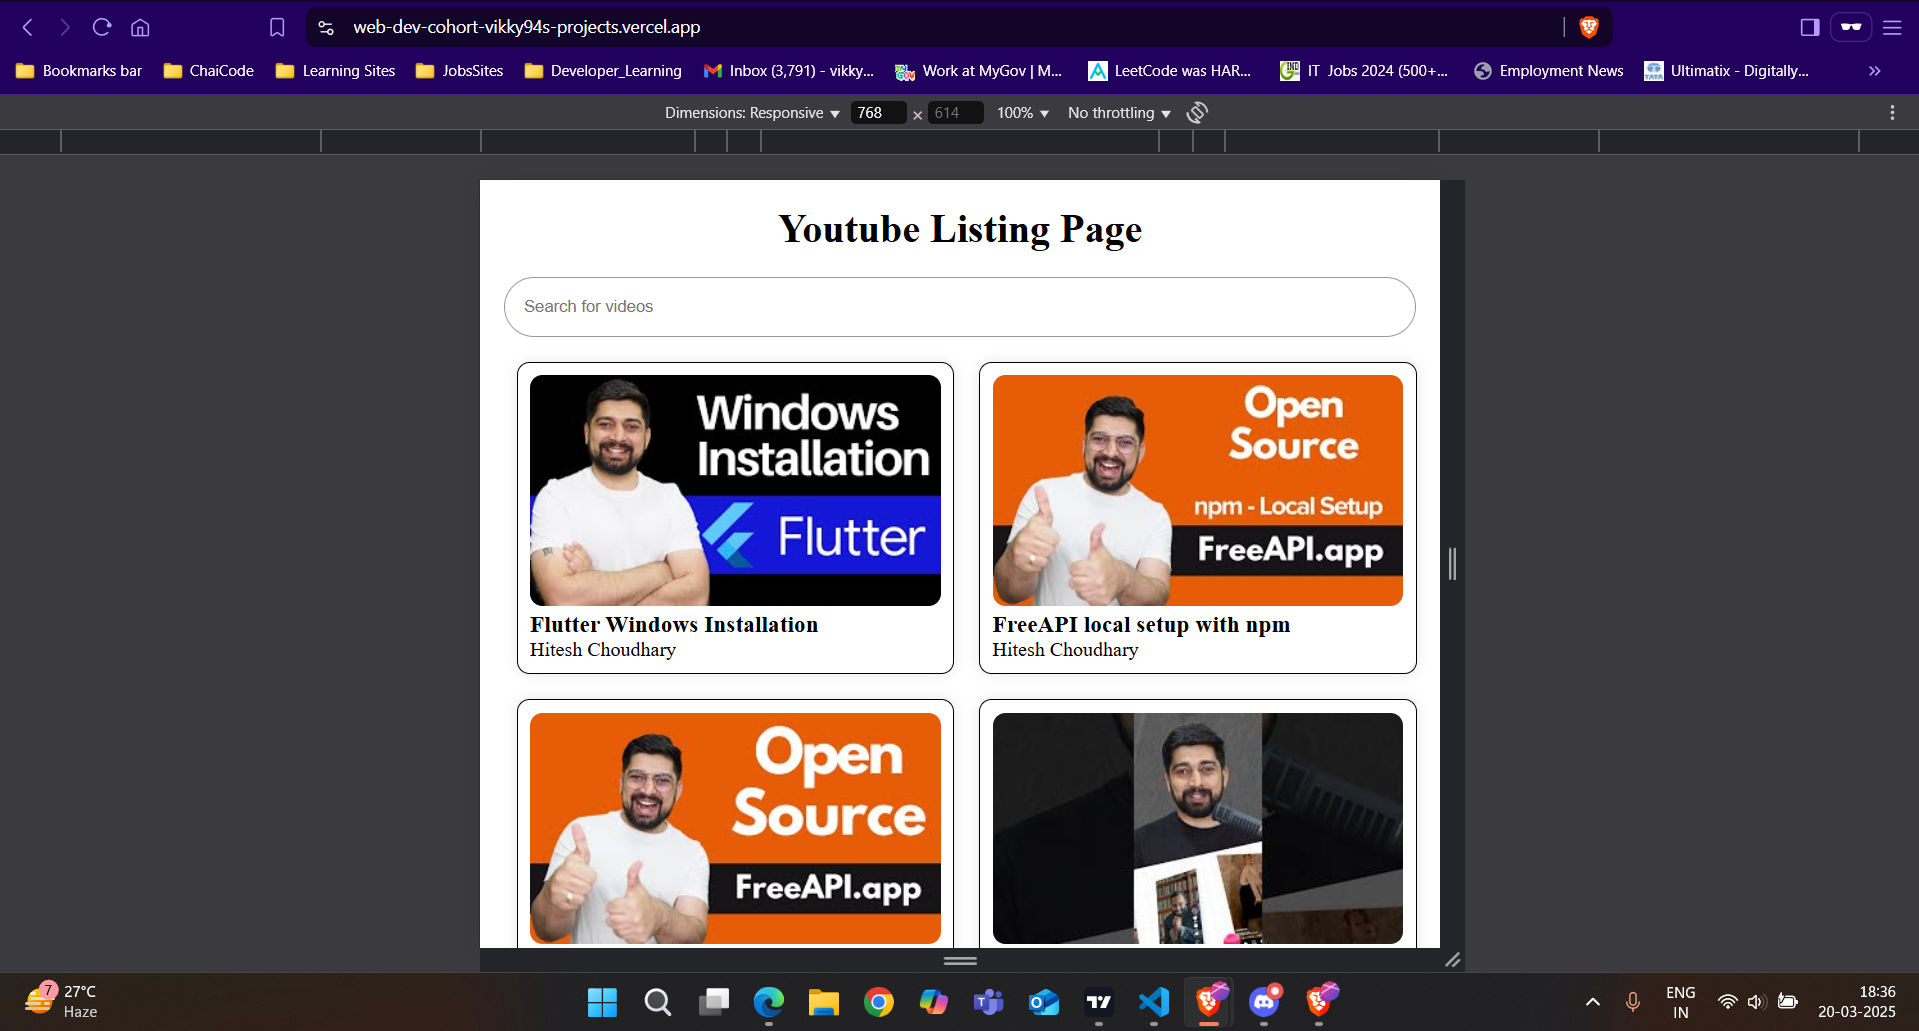 web-dev-cohort-vikky94s-projects.vercel.app
Bookmarks bar
ChaiCode
Learning Sites
JobsSites
Developer_Learning
Inbox (3,791) - vikky...
Work at MyGov | M...
LeetCode was HAR...
IT Jobs 2024 (500+...
Employment News
Ultimatix - Digitally...
Dimensions: Responsive
768
×
614
100%
No throttling
Youtube Listing Page
Search for videos
Windows
Installation
Flutter
Flutter Windows Installation
Hitesh Choudhary
Open
Source
npm - Local Setup
FreeAPI.app
FreeAPI local setup with npm
Hitesh Choudhary
Open
Source
FreeAPI.app
7
27°C
Haze
ENG
IN
18:36
20-03-2025